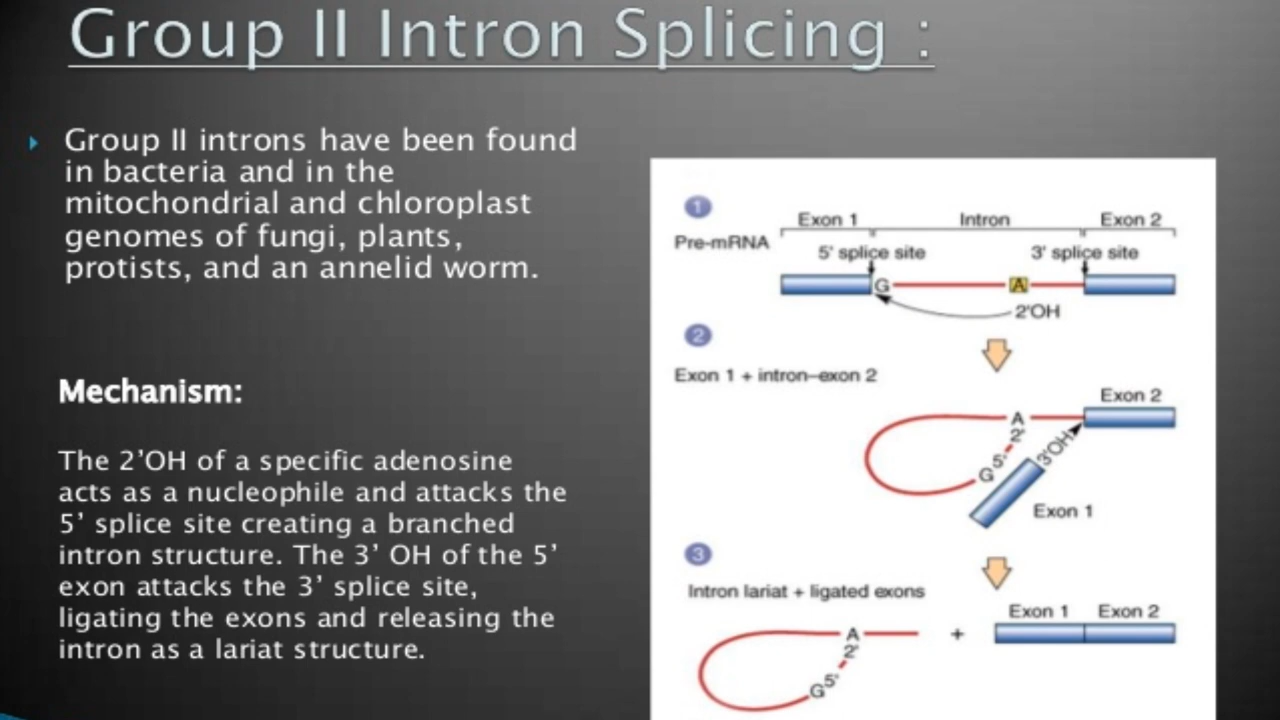 Group II Intron Splicing :
Group II introns have been found
in bacteria and in the
mitochondrial and chloroplast
genomes of fungi, plants,
protists, and an annelid worm.
Mechanism:
The 2'OH of a specific adenosine
acts as a nucleophile and attacks the
5' splice site creating a branched
intron structure. The 3' OH of the 5'
exon attacks the 3' splice site,
ligating the exons and releasing the
intron as a lariat structure.
1
Exon 1 Intron Exon 2
Pre-mRNA
5' splice site 3' splice site
G A
2'OH
2
Exon 1 + intron–exon 2
Exon 2
A
2'
3'OH
5'
G
Exon 1
3
Intron lariat + ligated exons
Exon 1 Exon 2
A +
2'
5'
G